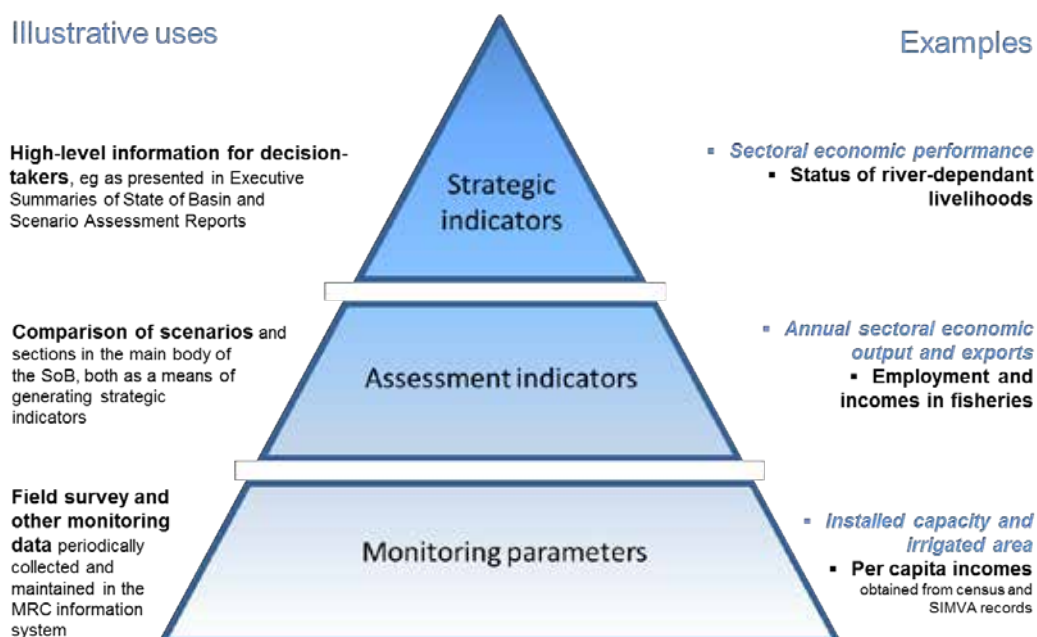 Illustrative uses
Examples
High-level information for decision-
takers, eg as presented in Executive
Summaries of State of Basin and
Scenario Assessment Reports
Strategic
indicators
▪ Sectoral economic performance
▪ Status of river-dependant
livelihoods
Comparison of scenarios and
sections in the main body of
the SoB, both as a means of
generating strategic
indicators
Assessment indicators
▪ Annual sectoral economic
output and exports
▪ Employment and
incomes in fisheries
Field survey and
other monitoring
data periodically
collected and
maintained in the
MRC information
system
Monitoring parameters
▪ Installed capacity and
irrigated area
▪ Per capita incomes
obtained from census and
SIMVA records